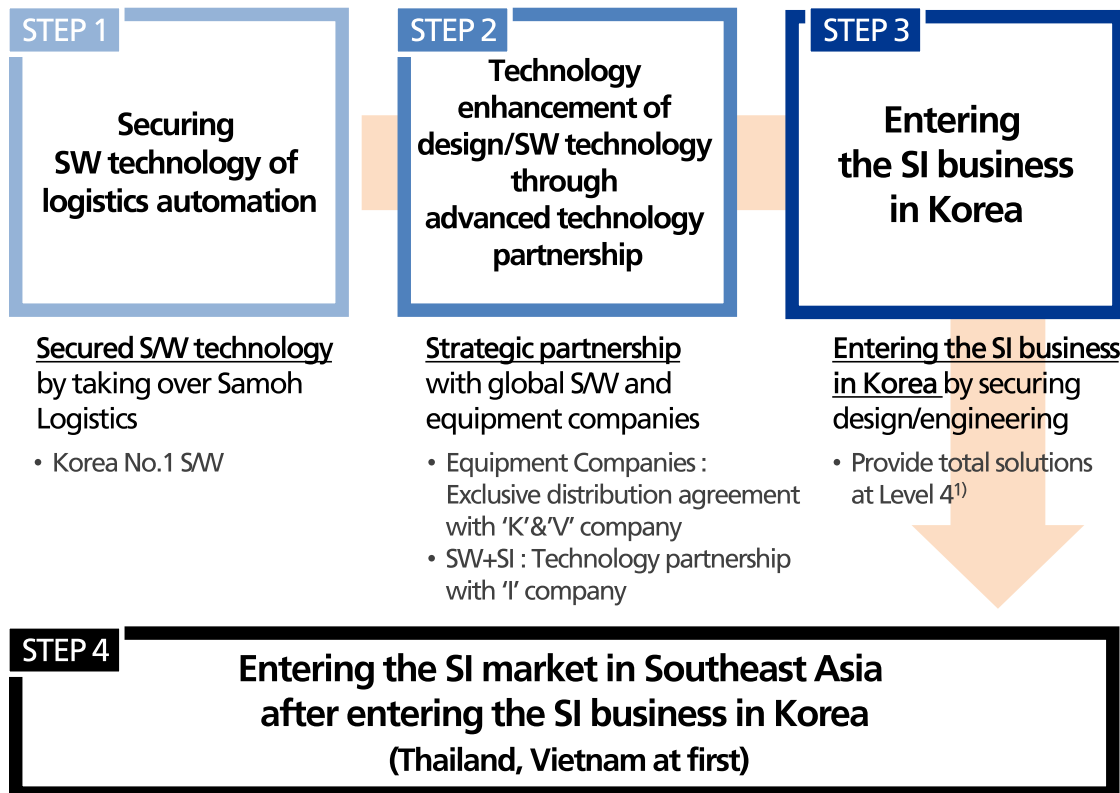 STEP 1
Securing
SW technology of
logistics automation
Secured S/W technology
by taking over Samoh
Logistics
• Korea No.1 S/W
STEP 2
Technology
enhancement of
design/SW technology
through
advanced technology
partnership
Strategic partnership
with global S/W and
equipment companies
• Equipment Companies :
Exclusive distribution agreement
with ‘K’&’V’ company
• SW+SI : Technology partnership
with ‘I’ company
STEP 3
Entering
the SI business
in Korea
Entering the SI business
in Korea by securing
design/engineering
• Provide total solutions
at Level 4¹⁾
STEP 4
Entering the SI market in Southeast Asia
after entering the SI business in Korea
(Thailand, Vietnam at first)